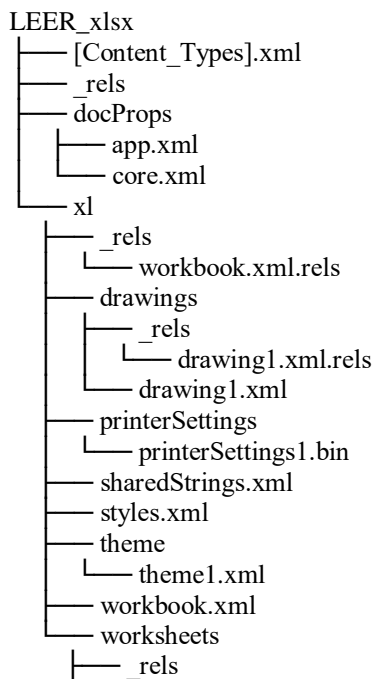 LEER_xlsx
├── [Content_Types].xml
├── _rels
├── docProps
│   ├── app.xml
│   └── core.xml
└── xl
    ├── _rels
    │   └── workbook.xml.rels
    ├── drawings
    │   ├── _rels
    │   │   └── drawing1.xml.rels
    │   └── drawing1.xml
    ├── printerSettings
    │   └── printerSettings1.bin
    ├── sharedStrings.xml
    ├── styles.xml
    ├── theme
    │   └── theme1.xml
    ├── workbook.xml
    └── worksheets
        ├── _rels